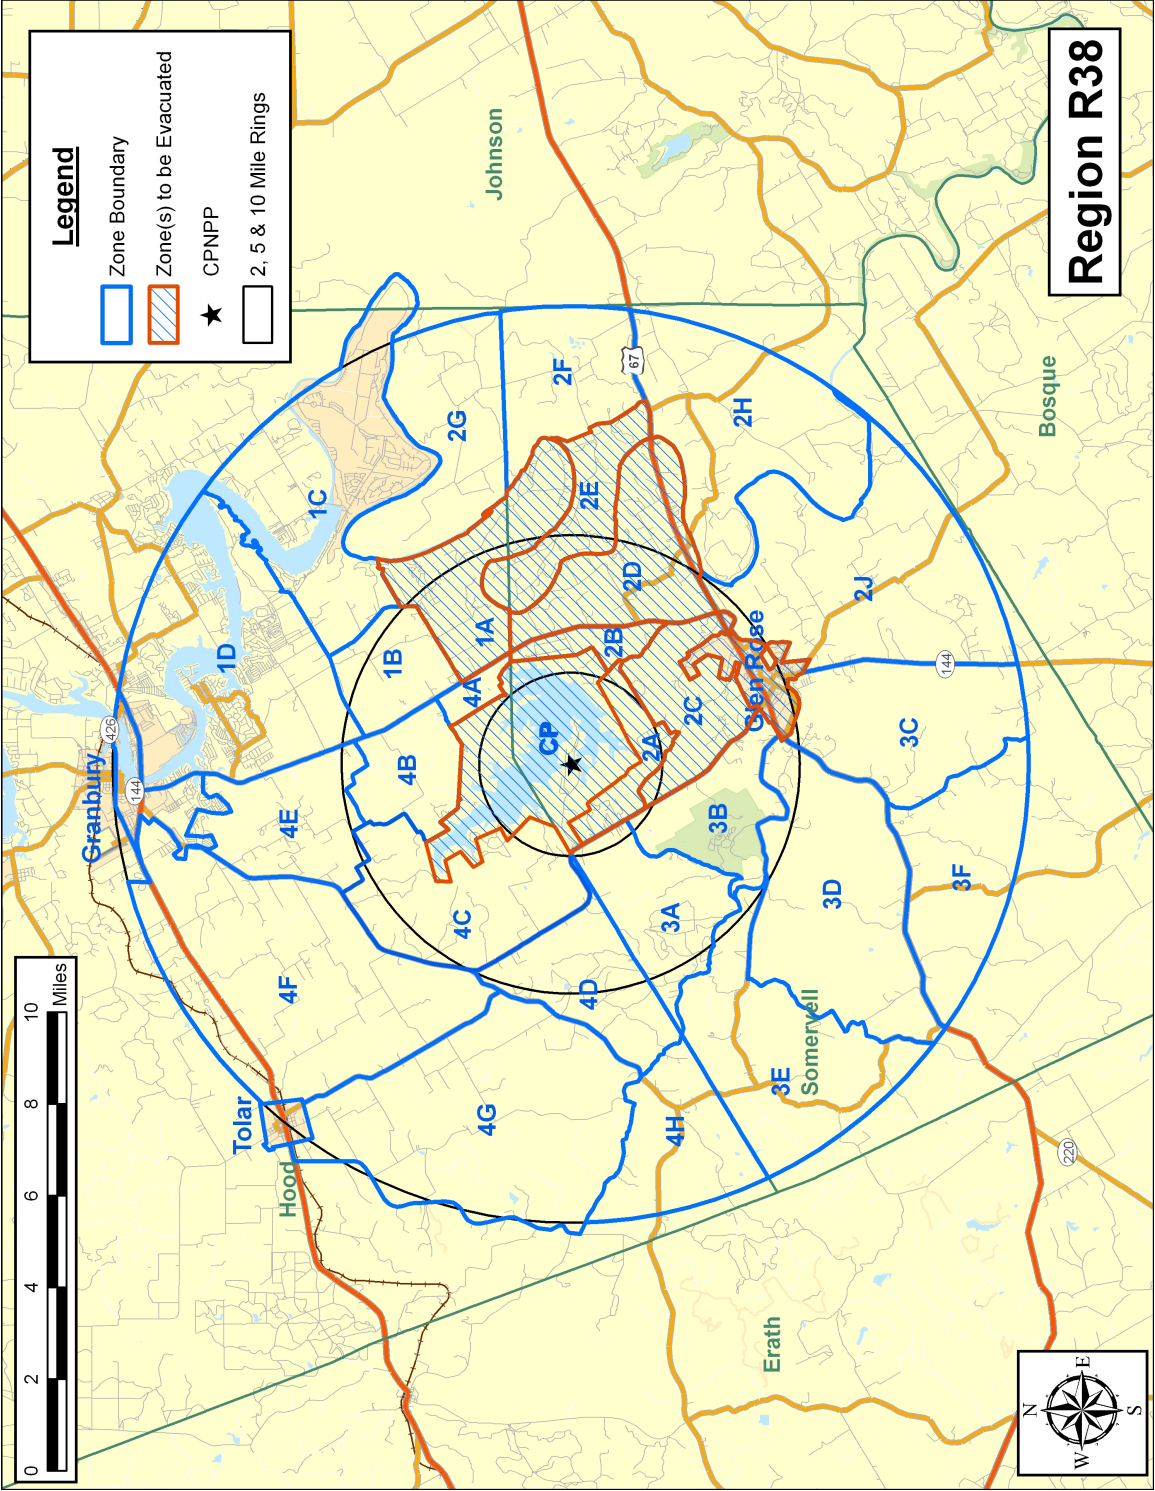 Legend
Zone Boundary
Zone(s) to be Evacuated
CPNPP
2, 5 & 10 Mile Rings
Region R38
0 2 4 6 8 10
Miles
N
W E
S
Granbury
Tolar
Glen Rose
Hood
Johnson
Bosque
Somervell
Erath
CP
1A
1B
1C
1D
2A
2B
2C
2D
2E
2F
2G
2H
2J
3A
3B
3C
3D
3E
3F
4A
4B
4C
4D
4E
4F
4G
4H
426
144
67
144
220